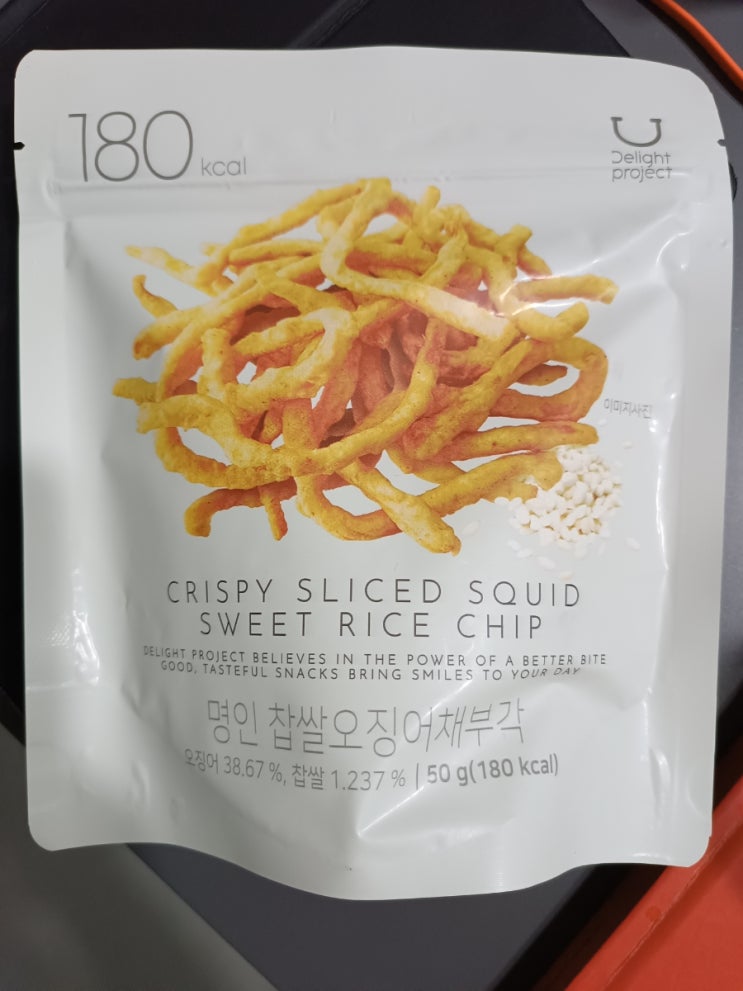 180 kcal
Delight
project
이미지사진
CRISPY SLICED SQUID
SWEET RICE CHIP
DELIGHT PROJECT BELIEVES IN THE POWER OF A BETTER BITE
GOOD, TASTEFUL SNACKS BRING SMILES TO YOUR DAY
명인 찹쌀오징어채부각
오징어 38.67 %, 찹쌀 1.237 % | 50 g(180 kcal)